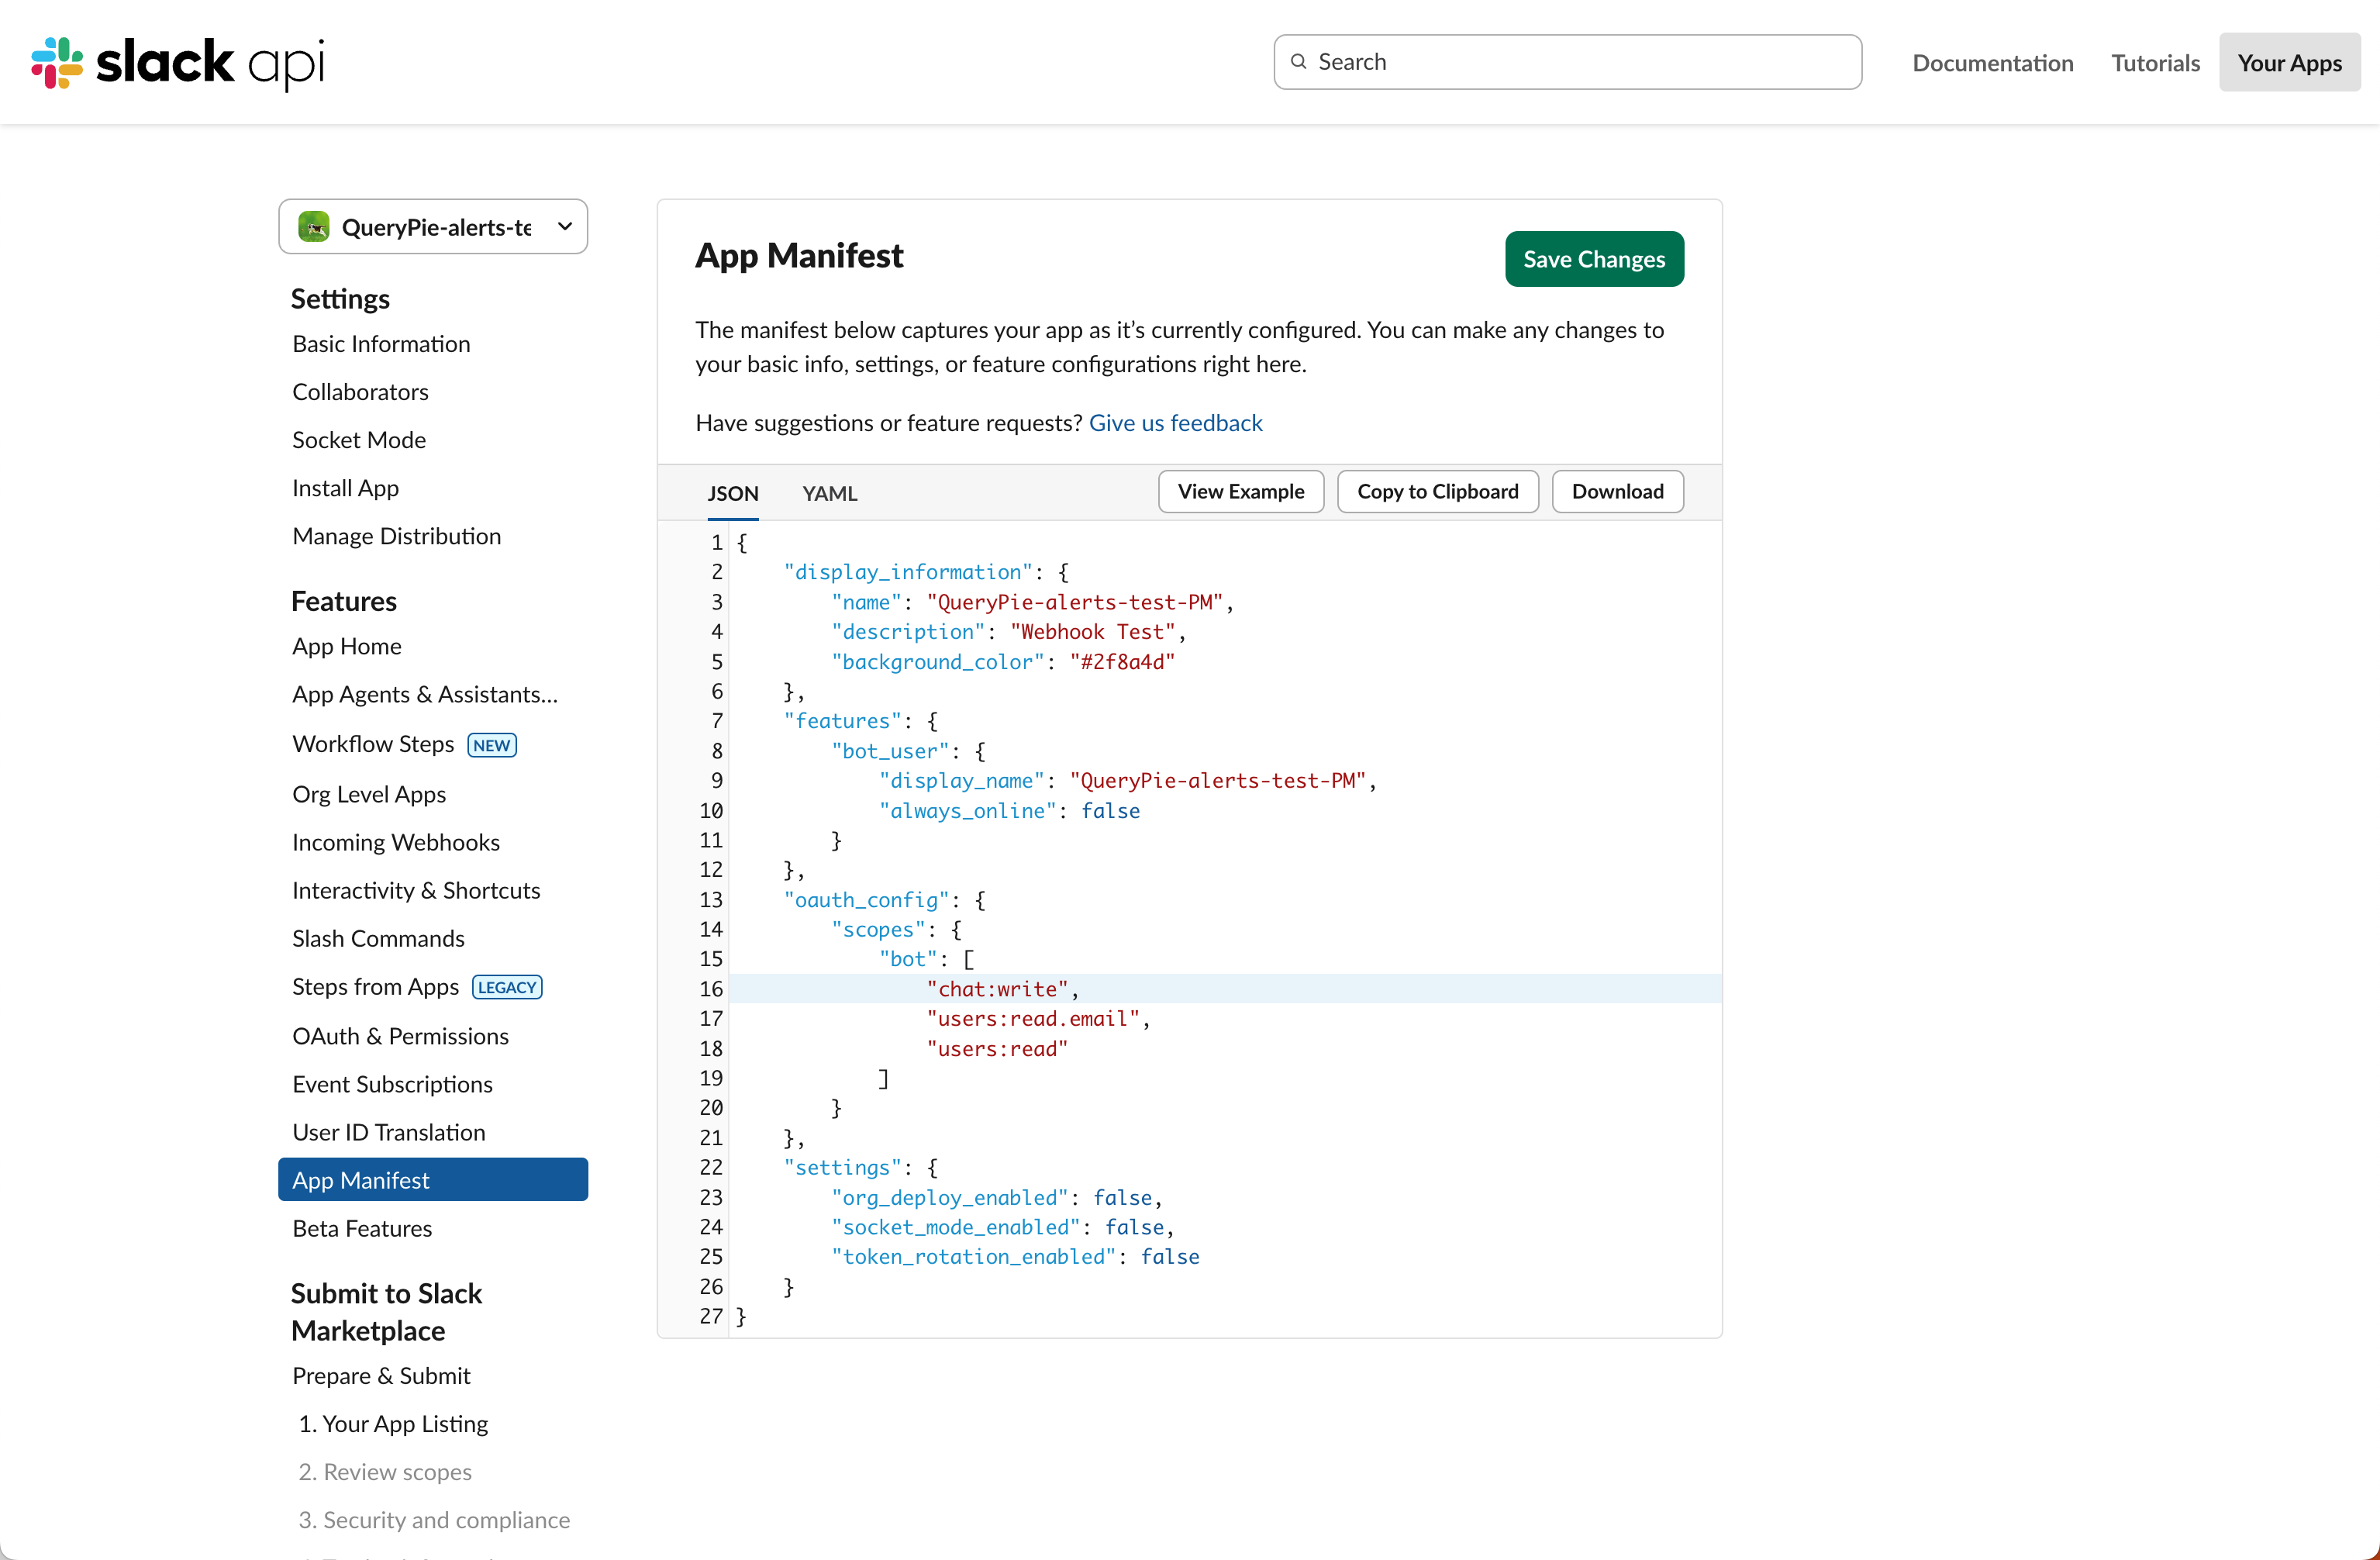 slack api
Search
Documentation
Tutorials
Your Apps
QueryPie-alerts-te
Settings
Basic Information
Collaborators
Socket Mode
Install App
Manage Distribution
Features
App Home
App Agents & Assistants...
Workflow Steps NEW
Org Level Apps
Incoming Webhooks
Interactivity & Shortcuts
Slash Commands
Steps from Apps LEGACY
OAuth & Permissions
Event Subscriptions
User ID Translation
App Manifest
Beta Features
Submit to Slack
Marketplace
Prepare & Submit
1. Your App Listing
2. Review scopes
3. Security and compliance
App Manifest
Save Changes
The manifest below captures your app as it’s currently configured. You can make any changes to
your basic info, settings, or feature configurations right here.
Have suggestions or feature requests? Give us feedback
JSON YAML View Example Copy to Clipboard Download
1 {
2     "display_information": {
3         "name": "QueryPie-alerts-test-PM",
4         "description": "Webhook Test",
5         "background_color": "#2f8a4d"
6     },
7     "features": {
8         "bot_user": {
9             "display_name": "QueryPie-alerts-test-PM",
10             "always_online": false
11         }
12     },
13     "oauth_config": {
14         "scopes": {
15             "bot": [
16                 "chat:write",
17                 "users:read.email",
18                 "users:read"
19             ]
20         }
21     },
22     "settings": {
23         "org_deploy_enabled": false,
24         "socket_mode_enabled": false,
25         "token_rotation_enabled": false
26     }
27 }